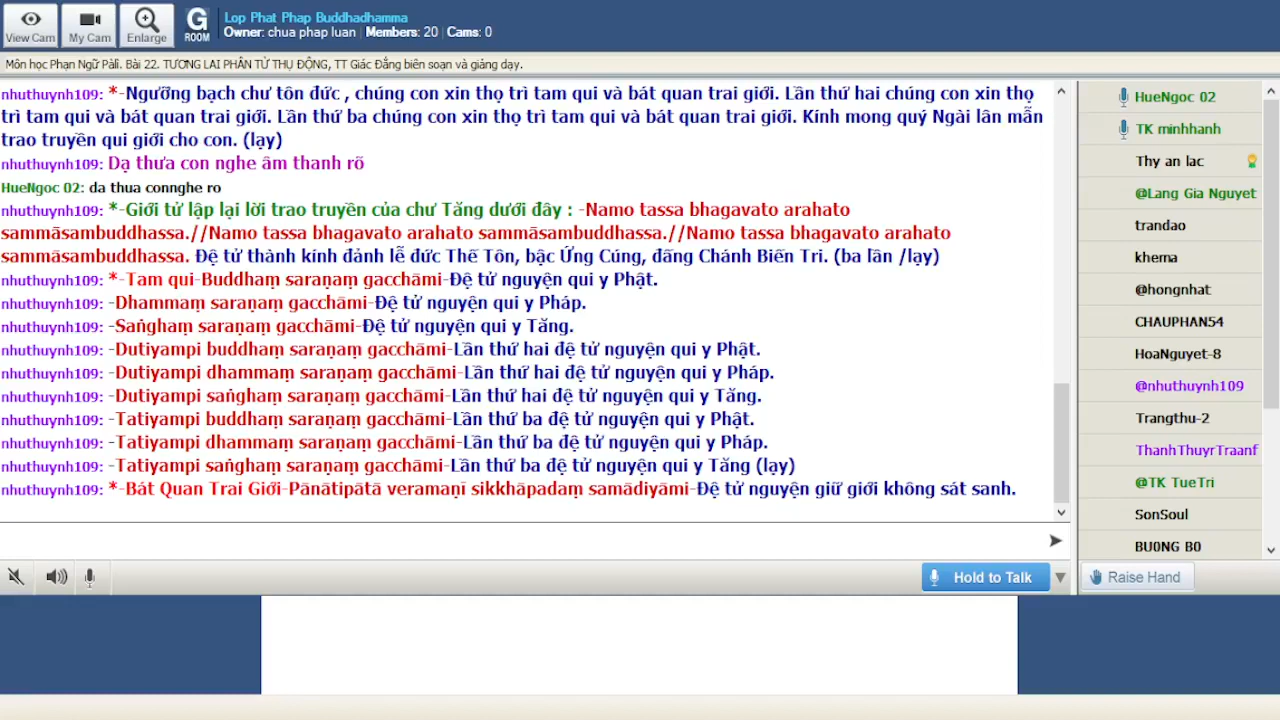 View Cam
My Cam
Enlarge
G
ROOM
Lop Phat Phap Buddhadhamma
Owner: chua phap luan | Members: 20 | Cams: 0
Môn học Phạn Ngữ Pālī. Bài 22. TƯƠNG LAI PHÂN TỪ THỤ ĐỘNG, TT Giác Đẳng biên soạn và giảng dạy.
nhuthuynh109: *-Ngưỡng bạch chư tôn đức , chúng con xin thọ trì tam qui và bát quan trai giới. Lần thứ hai chúng con xin thọ
trì tam qui và bát quan trai giới. Lần thứ ba chúng con xin thọ trì tam qui và bát quan trai giới. Kính mong quý Ngài lân mẫn
trao truyền qui giới cho con. (lạy)
nhuthuynh109: Dạ thưa con nghe âm thanh rõ
HueNgoc 02: da thua connghe ro
nhuthuynh109: *-Giới tử lập lại lời trao truyền của chư Tăng dưới đây : -Namo tassa bhagavato arahato
sammāsambuddhassa.//Namo tassa bhagavato arahato sammāsambuddhassa.//Namo tassa bhagavato arahato
sammāsambuddhassa. Đệ tử thành kính đảnh lễ đức Thế Tôn, bậc Ứng Cúng, đấng Chánh Biến Tri. (ba lần /lạy)
nhuthuynh109: *-Tam qui-Buddhaṃ saraṇaṃ gacchāmi-Đệ tử nguyện qui y Phật.
nhuthuynh109: -Dhammaṃ saraṇaṃ gacchāmi-Đệ tử nguyện qui y Pháp.
nhuthuynh109: -Saṅghaṃ saraṇaṃ gacchāmi-Đệ tử nguyện qui y Tăng.
nhuthuynh109: -Dutiyampi buddhaṃ saraṇaṃ gacchāmi-Lần thứ hai đệ tử nguyện qui y Phật.
nhuthuynh109: -Dutiyampi dhammaṃ saraṇaṃ gacchāmi-Lần thứ hai đệ tử nguyện qui y Pháp.
nhuthuynh109: -Dutiyampi saṅghaṃ saraṇaṃ gacchāmi-Lần thứ hai đệ tử nguyện qui y Tăng.
nhuthuynh109: -Tatiyampi buddhaṃ saraṇaṃ gacchāmi-Lần thứ ba đệ tử nguyện qui y Phật.
nhuthuynh109: -Tatiyampi dhammaṃ saraṇaṃ gacchāmi-Lần thứ ba đệ tử nguyện qui y Pháp.
nhuthuynh109: -Tatiyampi saṅghaṃ saraṇaṃ gacchāmi-Lần thứ ba đệ tử nguyện qui y Tăng (lạy)
nhuthuynh109: *-Bát Quan Trai Giới-Pānātipātā veramaṇī sikkhāpadaṃ samādiyāmi-Đệ tử nguyện giữ giới không sát sanh.
HueNgoc 02
TK minhhanh
Thy an lac
@Lang Gia Nguyet
trandao
khema
@hongnhat
CHAUPHAN54
HoaNguyet-8
@nhuthuynh109
Trangthu-2
ThanhThuyrTraanf
@TK TueTri
SonSoul
BU0NG B0
Hold to Talk
Raise Hand